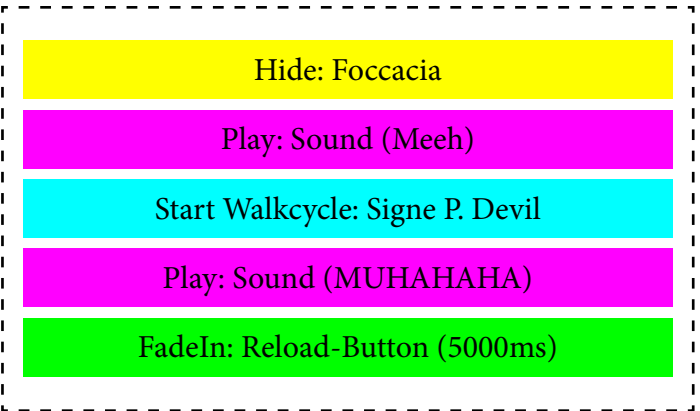 Hide: Foccacia
Play: Sound (Meeh)
Start Walkcycle: Signe P. Devil
Play: Sound (MUHAHAHA)
FadeIn: Reload-Button (5000ms)